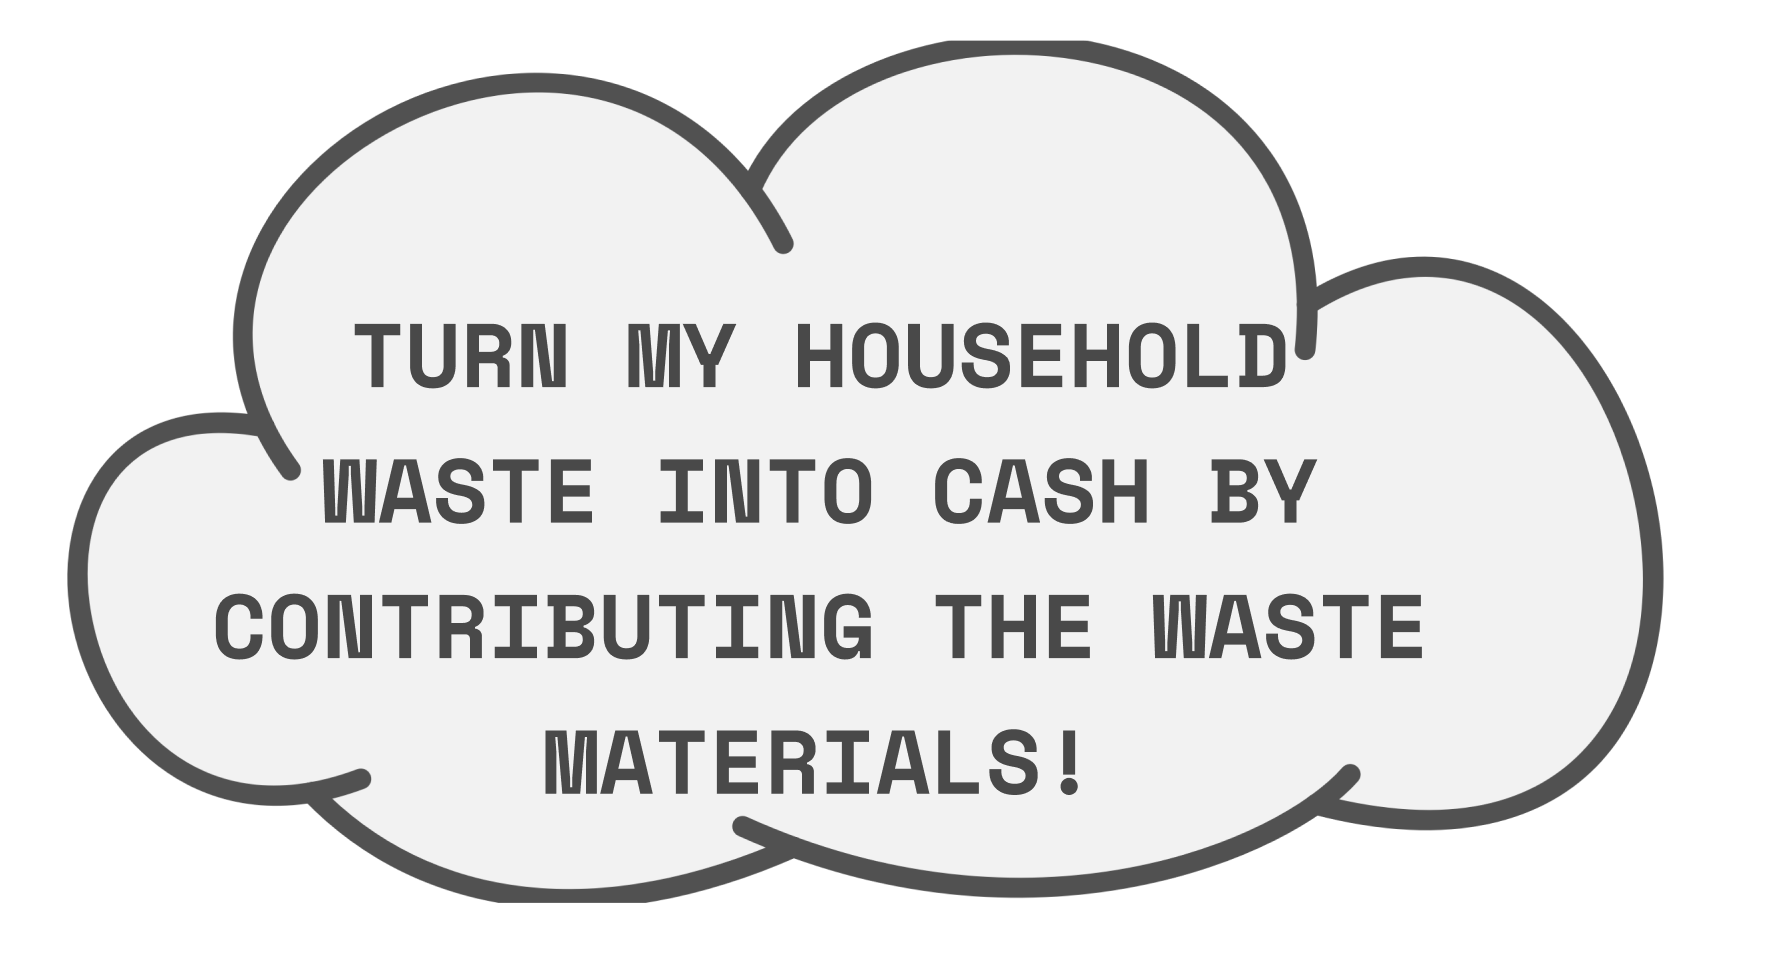 TURN MY HOUSEHOLD
WASTE INTO CASH BY
CONTRIBUTING THE WASTE
MATERIALS!